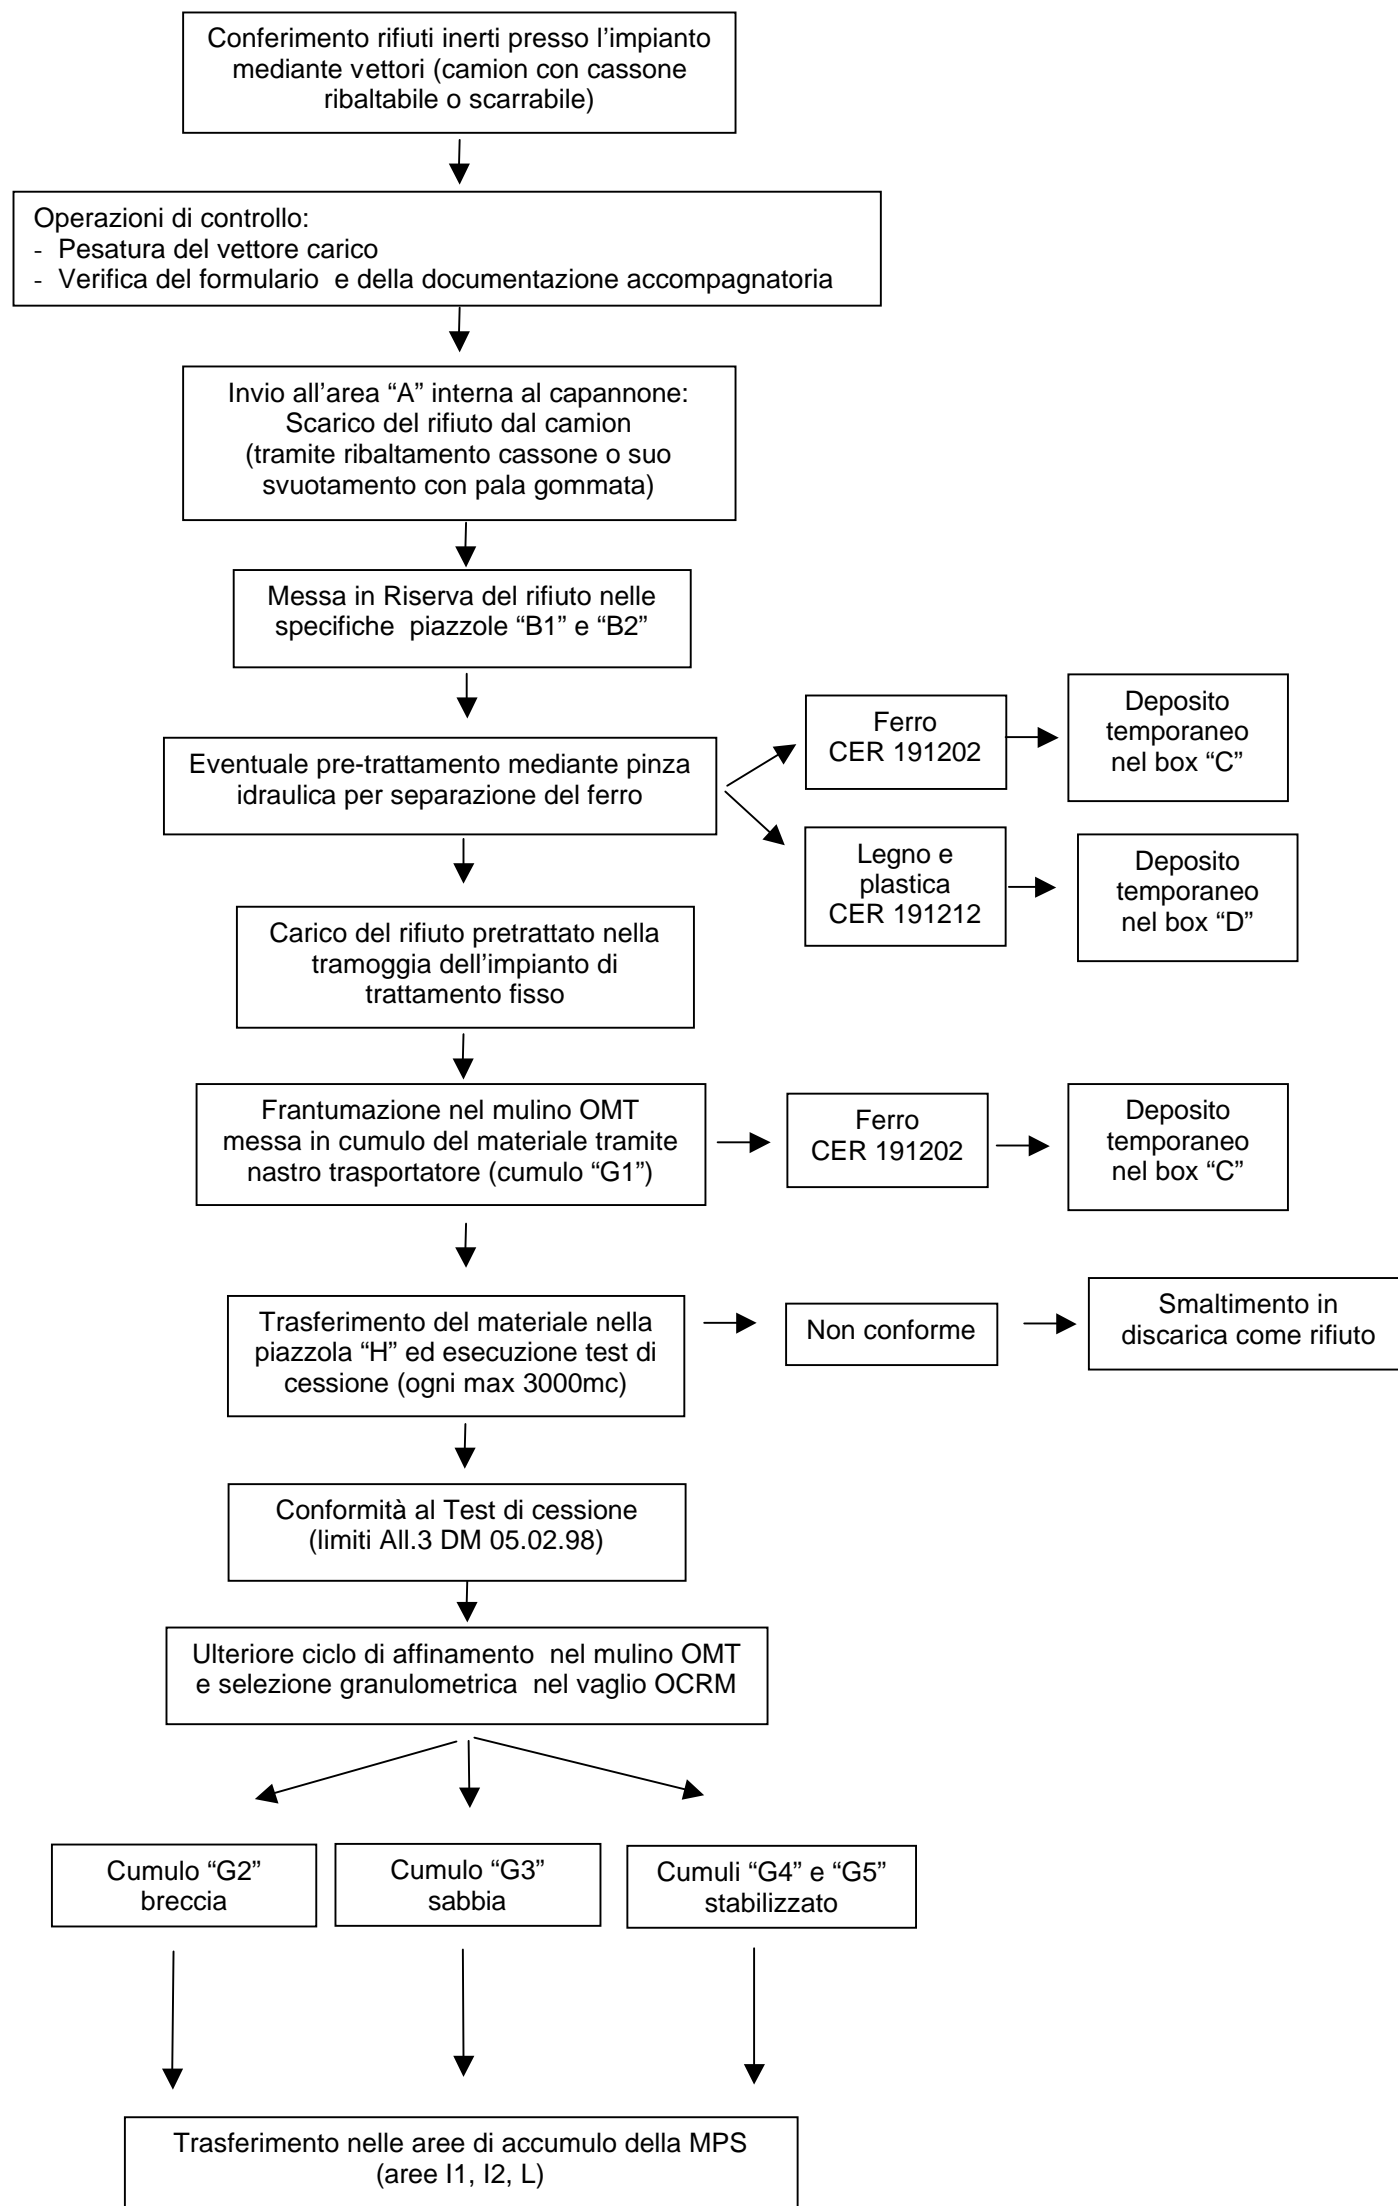 Conferimento rifiuti inerti presso l’impianto
mediante vettori (camion con cassone
ribaltabile o scarrabile)
Operazioni di controllo:
- Pesatura del vettore carico
- Verifica del formulario e della documentazione accompagnatoria
Invio all’area “A” interna al capannone:
Scarico del rifiuto dal camion
(tramite ribaltamento cassone o suo
svuotamento con pala gommata)
Messa in Riserva del rifiuto nelle
specifiche piazzole “B1” e “B2”
Eventuale pre-trattamento mediante pinza
idraulica per separazione del ferro
Ferro
CER 191202
Deposito
temporaneo
nel box “C”
Legno e
plastica
CER 191212
Deposito
temporaneo
nel box “D”
Carico del rifiuto pretrattato nella
tramoggia dell’impianto di
trattamento fisso
Frantumazione nel mulino OMT
messa in cumulo del materiale tramite
nastro trasportatore (cumulo “G1”)
Ferro
CER 191202
Deposito
temporaneo
nel box “C”
Trasferimento del materiale nella
piazzola “H” ed esecuzione test di
cessione (ogni max 3000mc)
Non conforme
Smaltimento in
discarica come rifiuto
Conformità al Test di cessione
(limiti All.3 DM 05.02.98)
Ulteriore ciclo di affinamento nel mulino OMT
e selezione granulometrica nel vaglio OCRM
Cumulo “G2”
breccia
Cumulo “G3”
sabbia
Cumuli “G4” e “G5”
stabilizzato
Trasferimento nelle aree di accumulo della MPS
(aree I1, I2, L)